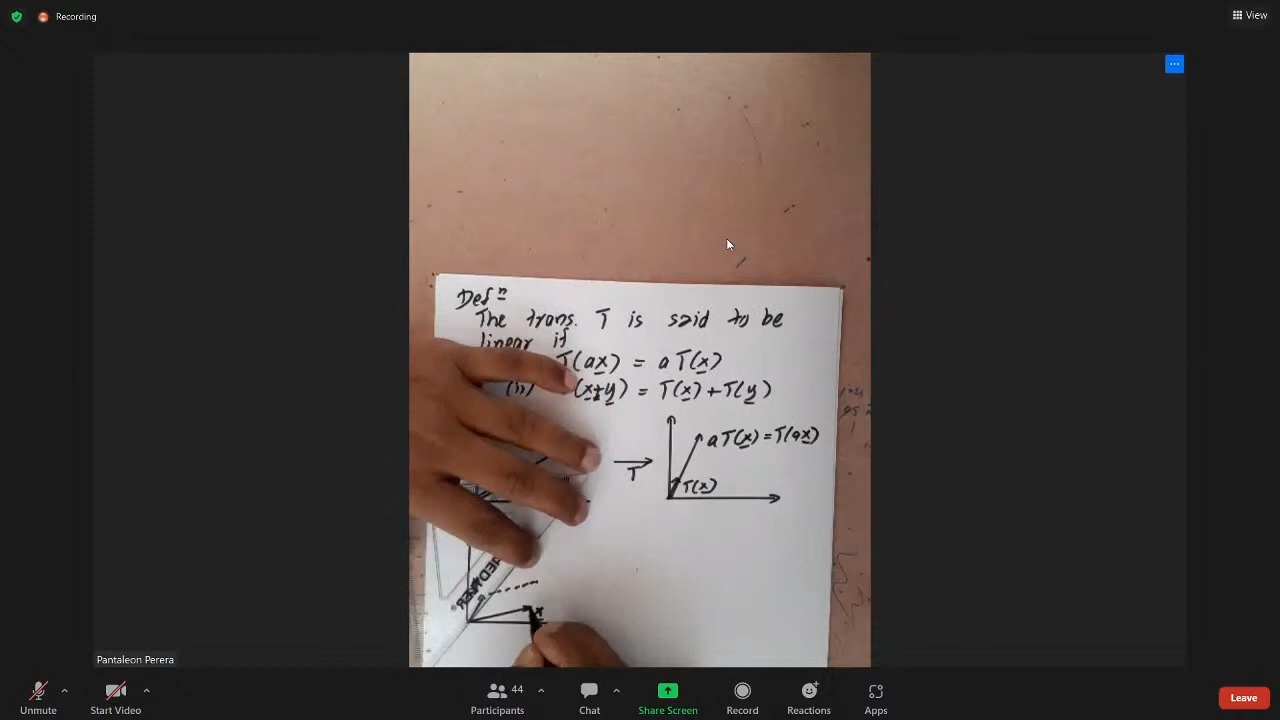 Recording
View
Def n
The trans. T is said to be
linear if
T(ax) = a T(x)
(ii) (x+y) = T(x) + T(y)
a T(x) = T(ax)
T
T(x)
x
Pantaleon Perera
44
Unmute
Start Video
Participants
Chat
Share Screen
Record
Reactions
Apps
Leave